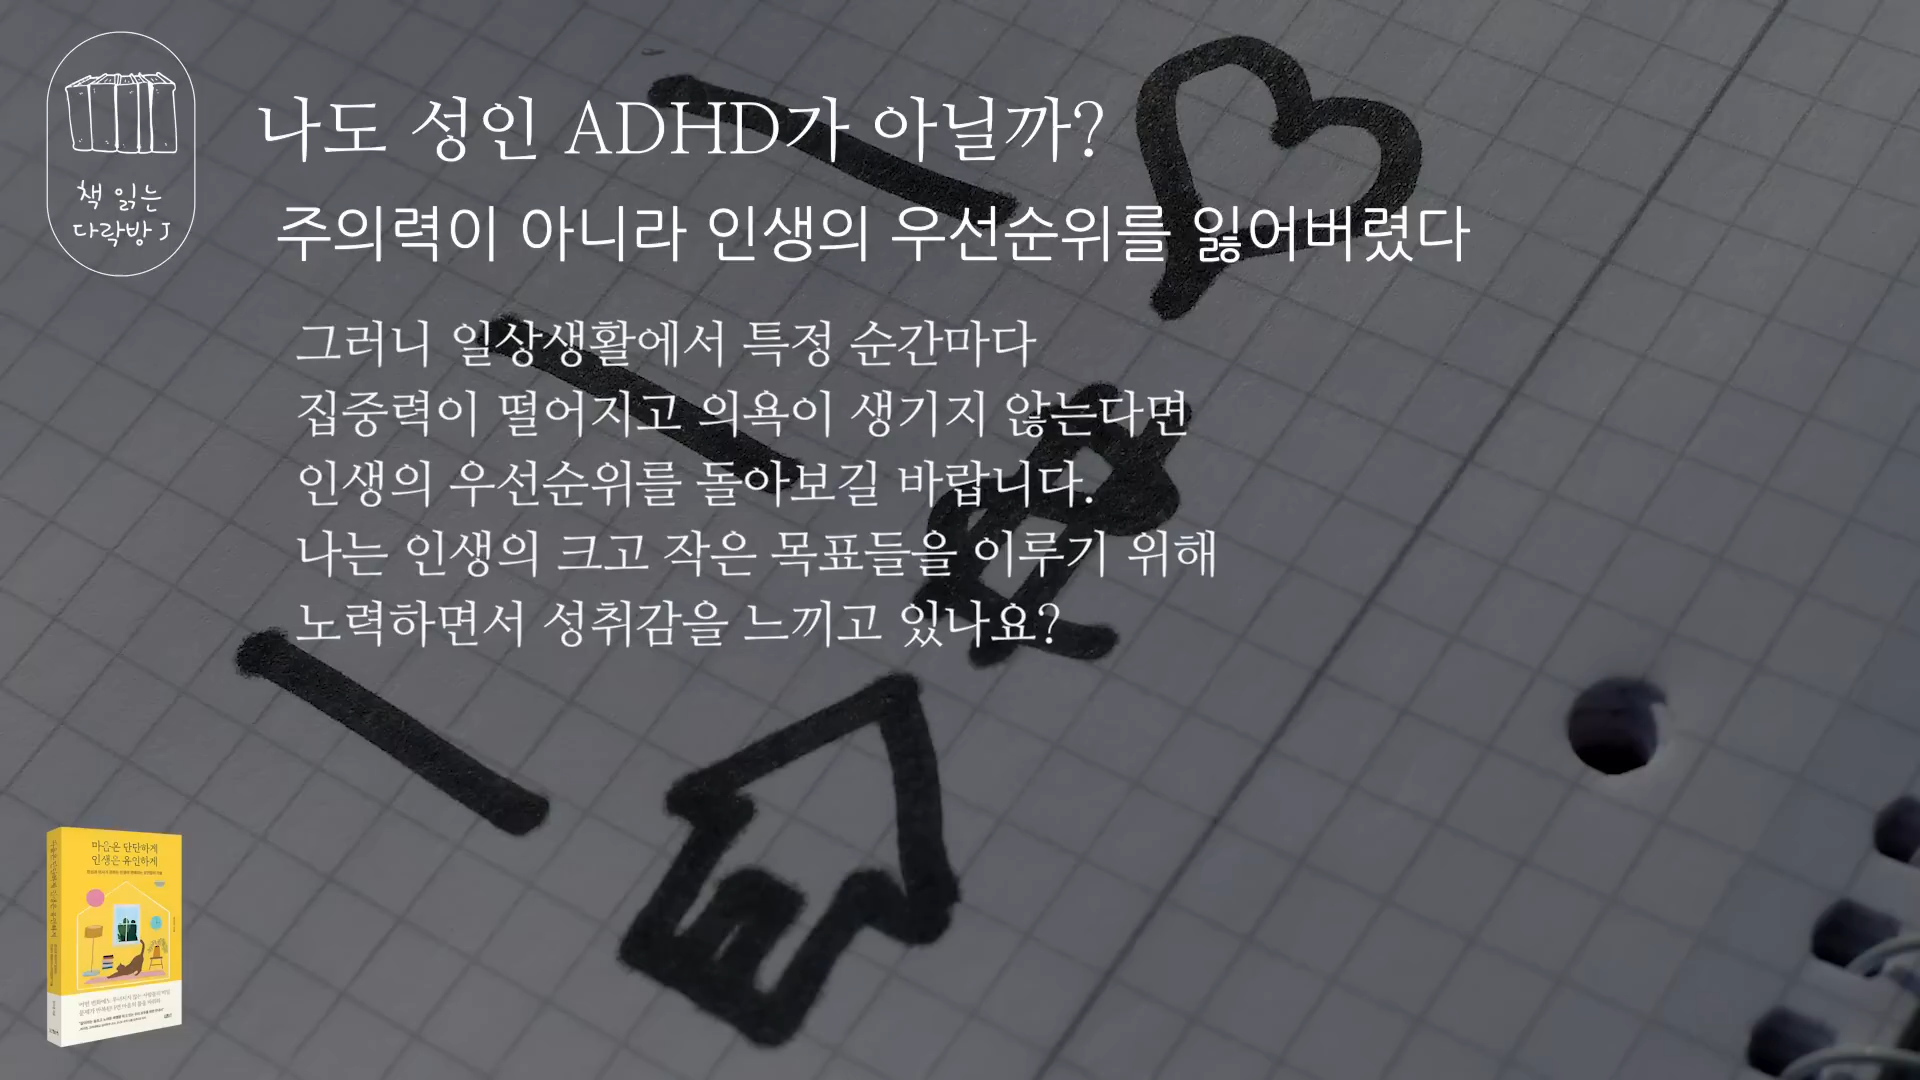 책 읽는
다락방 J
나도 성인 ADHD가 아닐까?
주의력이 아니라 인생의 우선순위를 잃어버렸다
그러니 일상생활에서 특정 순간마다
집중력이 떨어지고 의욕이 생기지 않는다면
인생의 우선순위를 돌아보길 바랍니다.
나는 인생의 크고 작은 목표들을 이루기 위해
노력하면서 성취감을 느끼고 있나요?
마음은 단단하게
인생은 유연하게